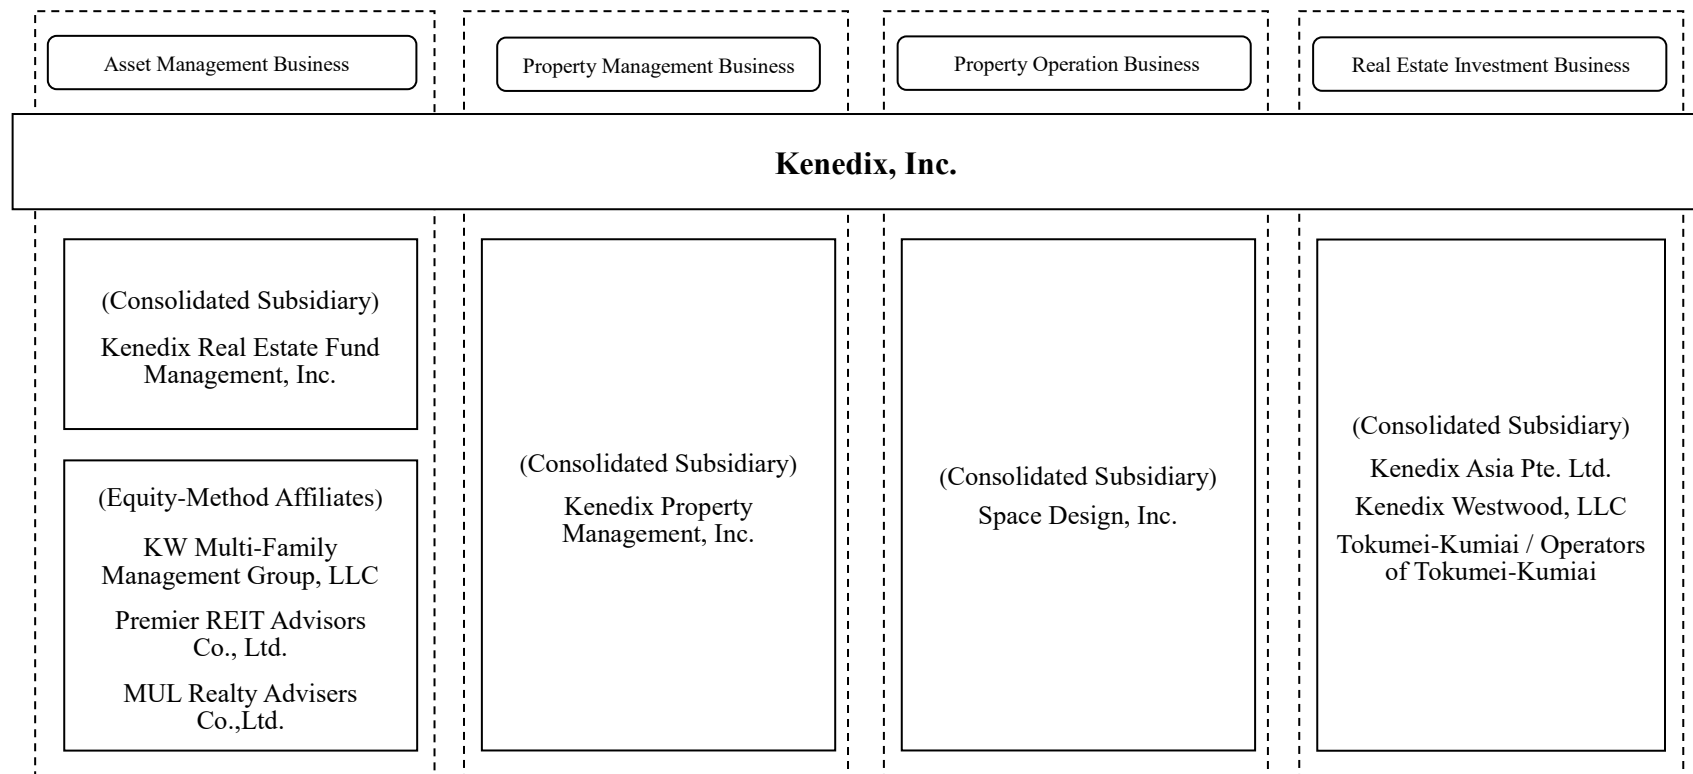 Asset Management Business
Property Management Business
Property Operation Business
Real Estate Investment Business
Kenedix, Inc.
(Consolidated Subsidiary)
Kenedix Real Estate Fund
Management, Inc.
(Equity-Method Affiliates)
KW Multi-Family
Management Group, LLC
Premier REIT Advisors
Co., Ltd.
MUL Realty Advisers
Co.,Ltd.
(Consolidated Subsidiary)
Kenedix Property
Management, Inc.
(Consolidated Subsidiary)
Space Design, Inc.
(Consolidated Subsidiary)
Kenedix Asia Pte. Ltd.
Kenedix Westwood, LLC
Tokumei-Kumiai / Operators
of Tokumei-Kumiai